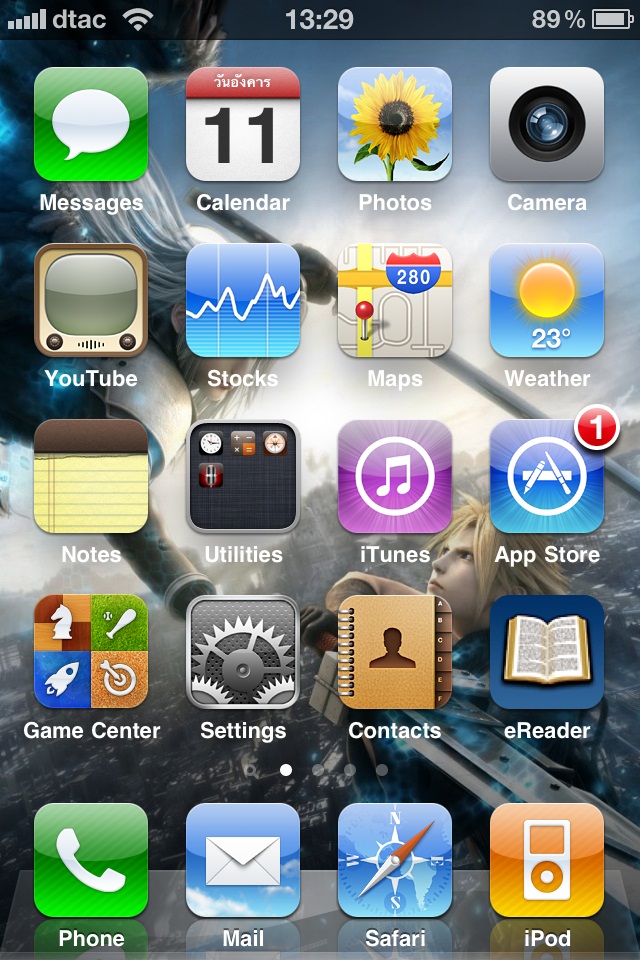 dtac 13:29 89%
วันอังคาร
11
Messages Calendar Photos Camera
280
23°
YouTube Stocks Maps Weather
1
Notes Utilities iTunes App Store
A
B
C
D
E
F
Game Center Settings Contacts eReader
N
W E
S
Phone Mail Safari iPod